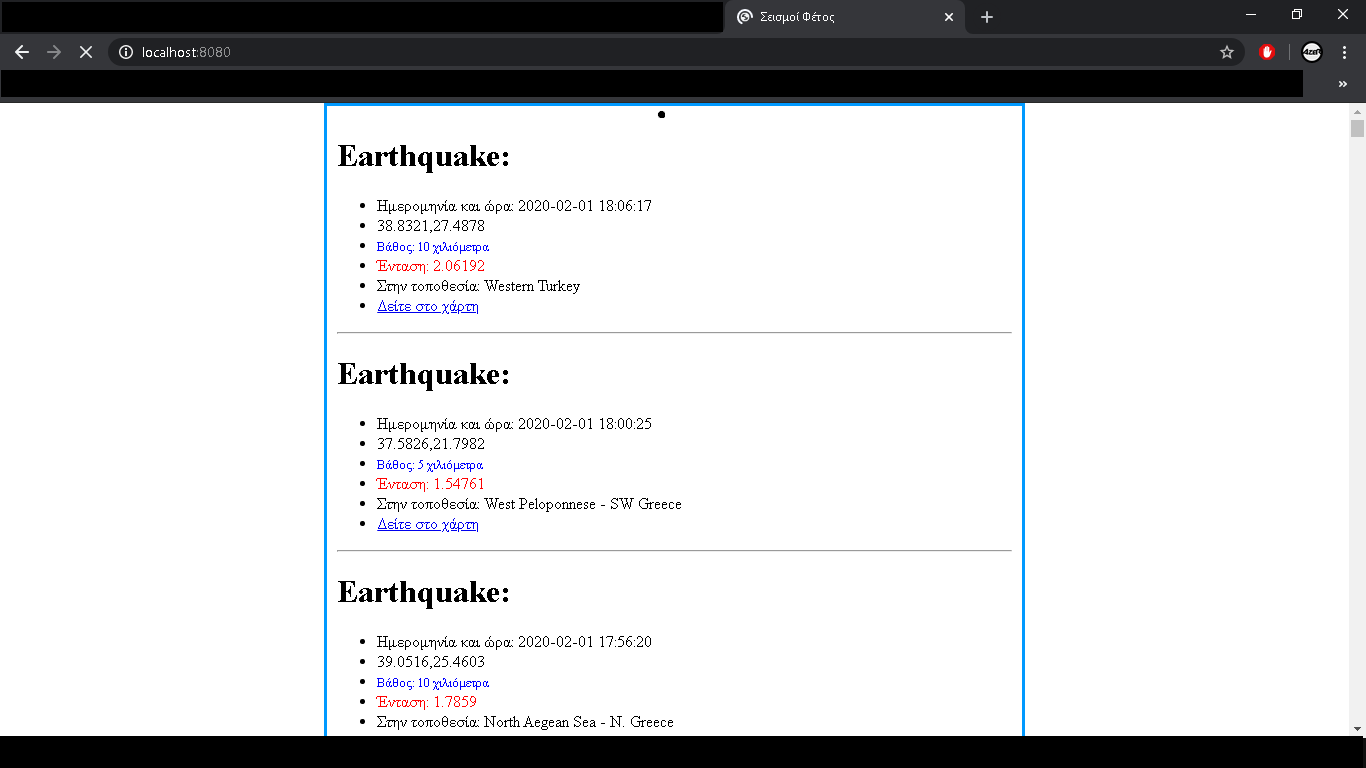 Σεισμοί Φέτος
localhost:8080
Earthquake:
Ημερομηνία και ώρα: 2020-02-01 18:06:17
38.8321,27.4878
Βάθος: 10 χιλιόμετρα
Ένταση: 2.06192
Στην τοποθεσία: Western Turkey
Δείτε στο χάρτη
Earthquake:
Ημερομηνία και ώρα: 2020-02-01 18:00:25
37.5826,21.7982
Βάθος: 5 χιλιόμετρα
Ένταση: 1.54761
Στην τοποθεσία: West Peloponnese - SW Greece
Δείτε στο χάρτη
Earthquake:
Ημερομηνία και ώρα: 2020-02-01 17:56:20
39.0516,25.4603
Βάθος: 10 χιλιόμετρα
Ένταση: 1.7859
Στην τοποθεσία: North Aegean Sea - N. Greece